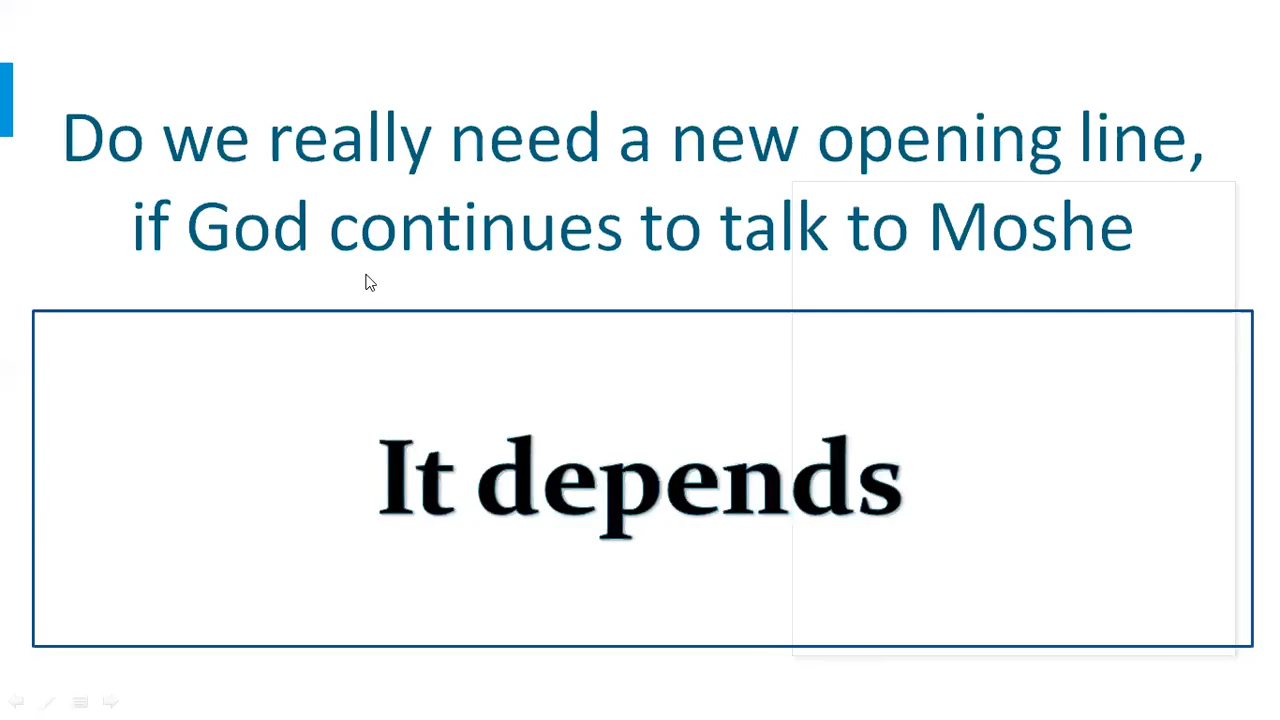 Do we really need a new opening line,
if God continues to talk to Moshe
It depends